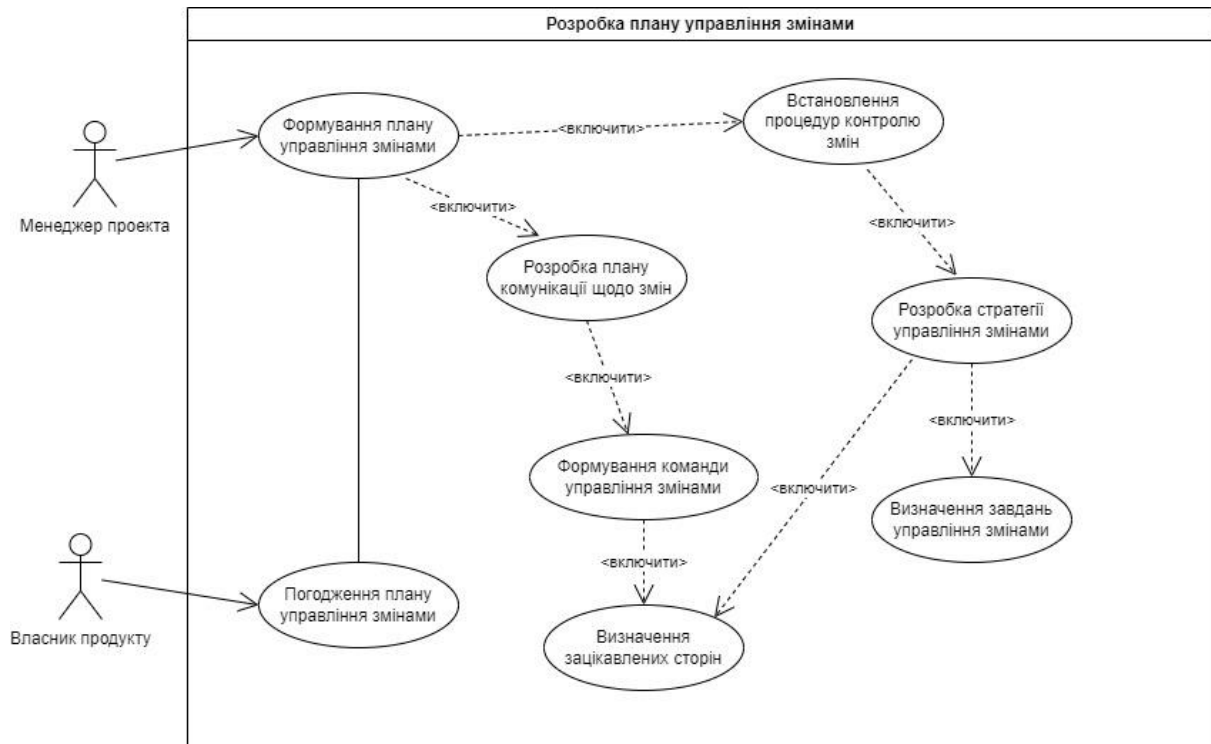 Розробка плану управління змінами
Формування плану
управління змінами
<включити>
Встановлення
процедур контролю
змін
Менеджер проекта
<включити>
<включити>
Розробка плану
комунікації щодо змін
Розробка стратегії
управління змінами
<включити>
<включити>
Формування команди
управління змінами
<включити>
Визначення завдань
управління змінами
<включити>
Власник продукту
Погодження плану
управління змінами
Визначення
зацікавлених сторін